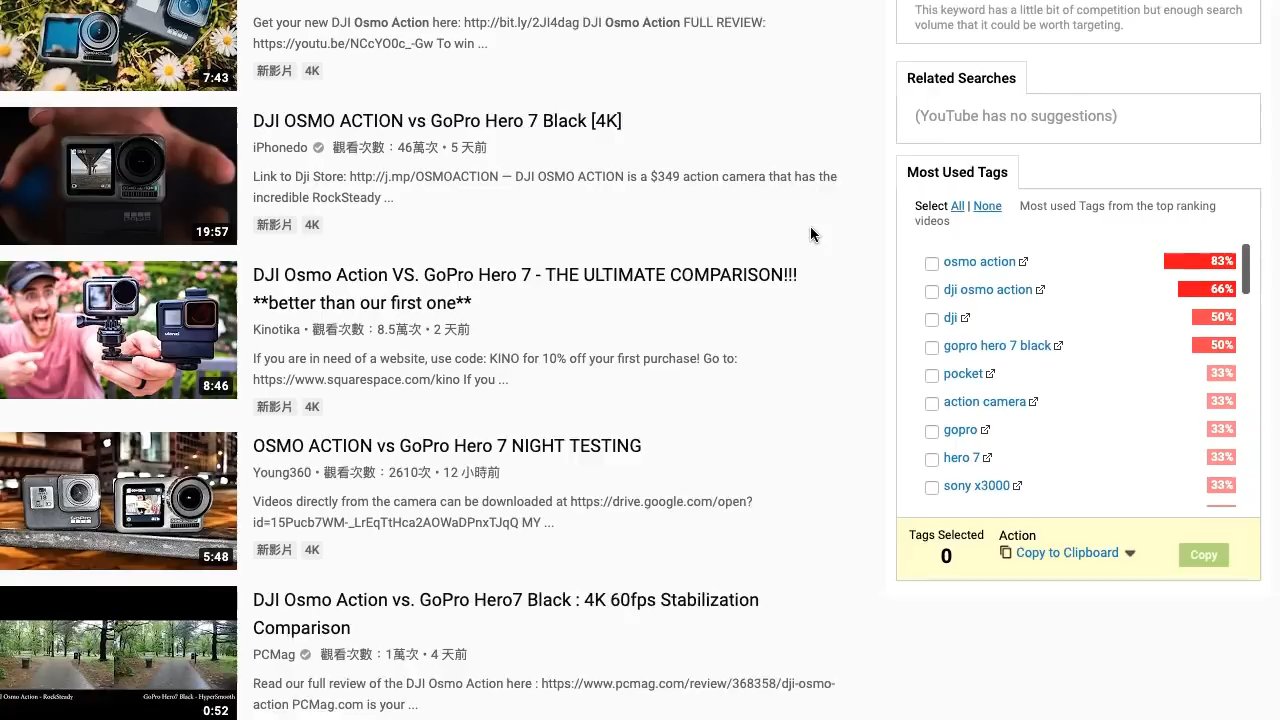 Get your new DJI Osmo Action here: http://bit.ly/2JI4dag DJI Osmo Action FULL REVIEW:
https://youtu.be/NCcYO0c_-Gw To win ...
7:43
新影片 4K
DJI OSMO ACTION vs GoPro Hero 7 Black [4K]
iPhonedo 觀看次數：46萬次・5 天前
Link to Dji Store: http://j.mp/OSMOACTION — DJI OSMO ACTION is a $349 action camera that has the
incredible RockSteady ...
19:57
新影片 4K
DJI Osmo Action VS. GoPro Hero 7 - THE ULTIMATE COMPARISON!!!
**better than our first one**
Kinotika・觀看次數：8.5萬次・2 天前
If you are in need of a website, use code: KINO for 10% off your first purchase! Go to:
https://www.squarespace.com/kino If you ...
8:46
新影片 4K
OSMO ACTION vs GoPro Hero 7 NIGHT TESTING
Young360・觀看次數：2610次・12 小時前
Videos directly from the camera can be downloaded at https://drive.google.com/open?
id=15Pucb7WM-_LrEqTtHca2AOWaDPnxTJqQ MY ...
GoPro
5:48
新影片 4K
DJI Osmo Action vs. GoPro Hero7 Black : 4K 60fps Stabilization
Comparison
PCMag 觀看次數：1萬次・4 天前
Read our full review of the DJI Osmo Action here : https://www.pcmag.com/review/368358/dji-osmo-
action PCMag.com is your ...
I Osmo Action - RockSteady
GoPro Hero7 Black - HyperSmooth
0:52
This keyword has a little bit of competition but enough search
volume that it could be worth targeting.
Related Searches
(YouTube has no suggestions)
Most Used Tags
Select All | None Most used Tags from the top ranking
videos
osmo action 83%
dji osmo action 66%
dji 50%
gopro hero 7 black 50%
pocket 33%
action camera 33%
gopro 33%
hero 7 33%
sony x3000 33%
Tags Selected
0
Action
Copy to Clipboard
Copy